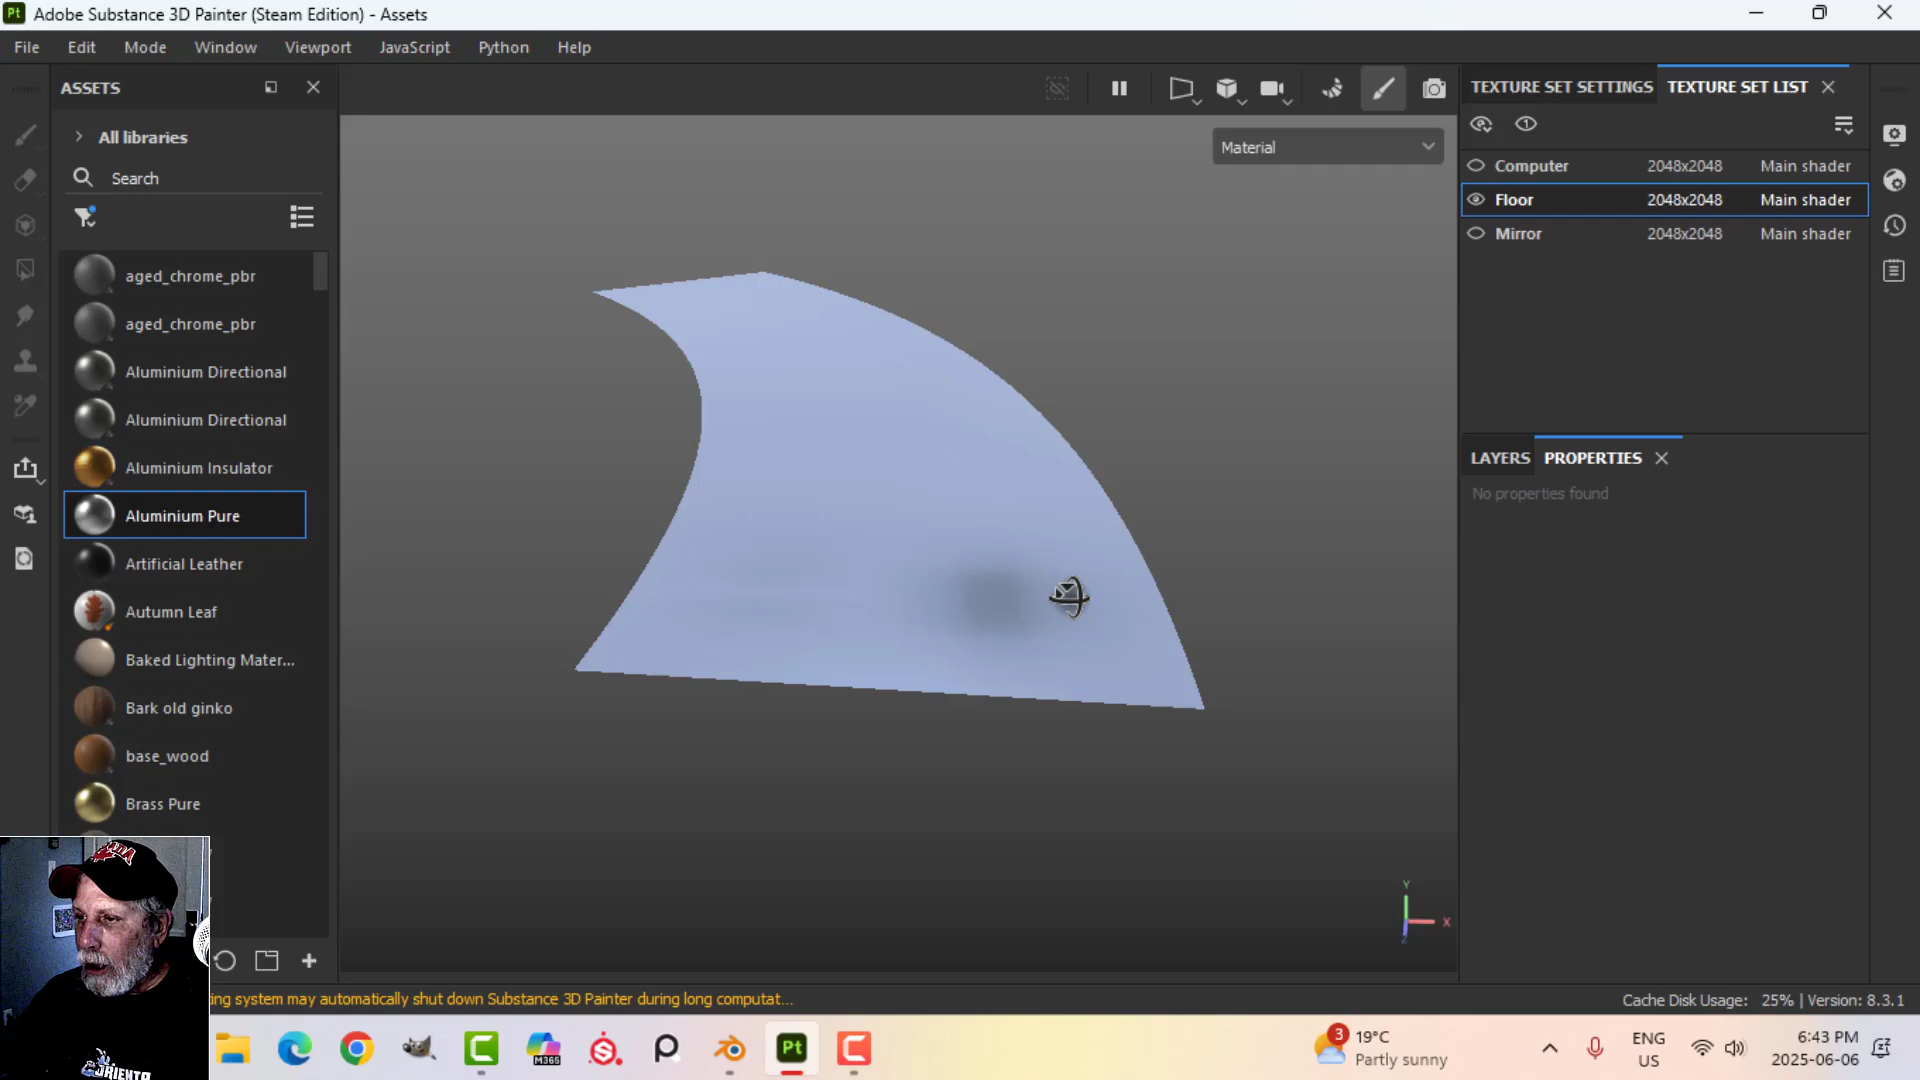 Pt Adobe Substance 3D Painter (Steam Edition) - Assets
File Edit Mode Window Viewport JavaScript Python Help
ASSETS
All libraries
Search
aged_chrome_pbr
aged_chrome_pbr
Aluminium Directional
Aluminium Directional
Aluminium Insulator
Aluminium Pure
Artificial Leather
Autumn Leaf
Baked Lighting Mater...
Bark old ginko
base_wood
Brass Pure
Material
Y
X
Z
TEXTURE SET SETTINGS TEXTURE SET LIST
Computer 2048x2048 Main shader
Floor 2048x2048 Main shader
Mirror 2048x2048 Main shader
LAYERS PROPERTIES
No properties found
ing system may automatically shut down Substance 3D Painter during long computat...
Cache Disk Usage: 25% | Version: 8.3.1
M365
Pt
3
19°C
Partly sunny
ENG
US
6:43 PM
2025-06-06